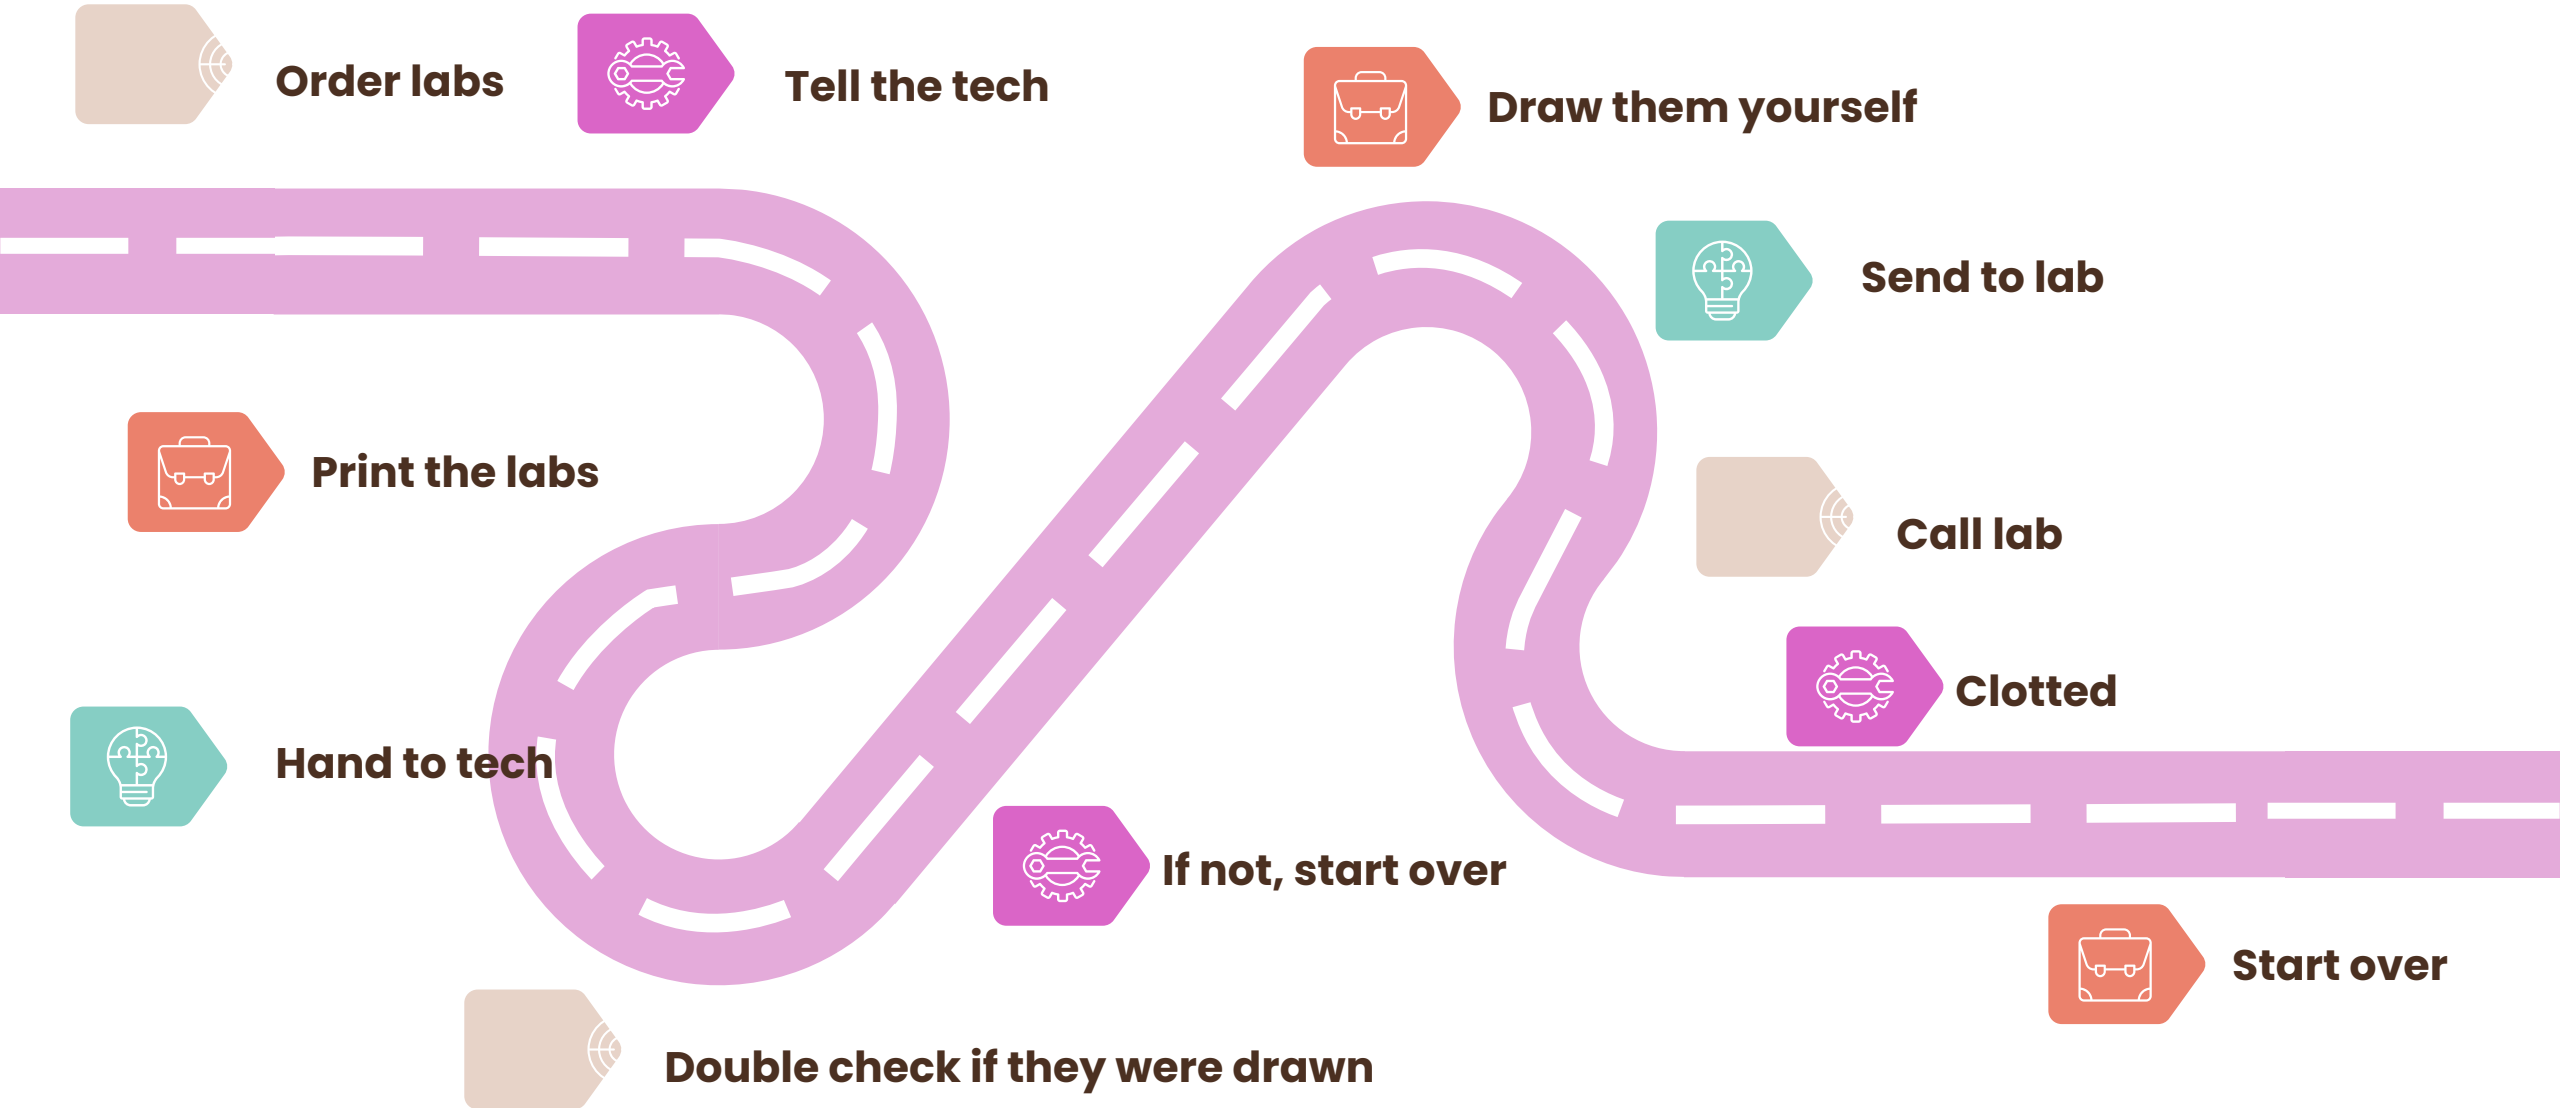 Order labs
Tell the tech
Print the labs
Hand to tech
Double check if they were drawn
If not, start over
Draw them yourself
Send to lab
Call lab
Clotted
Start over